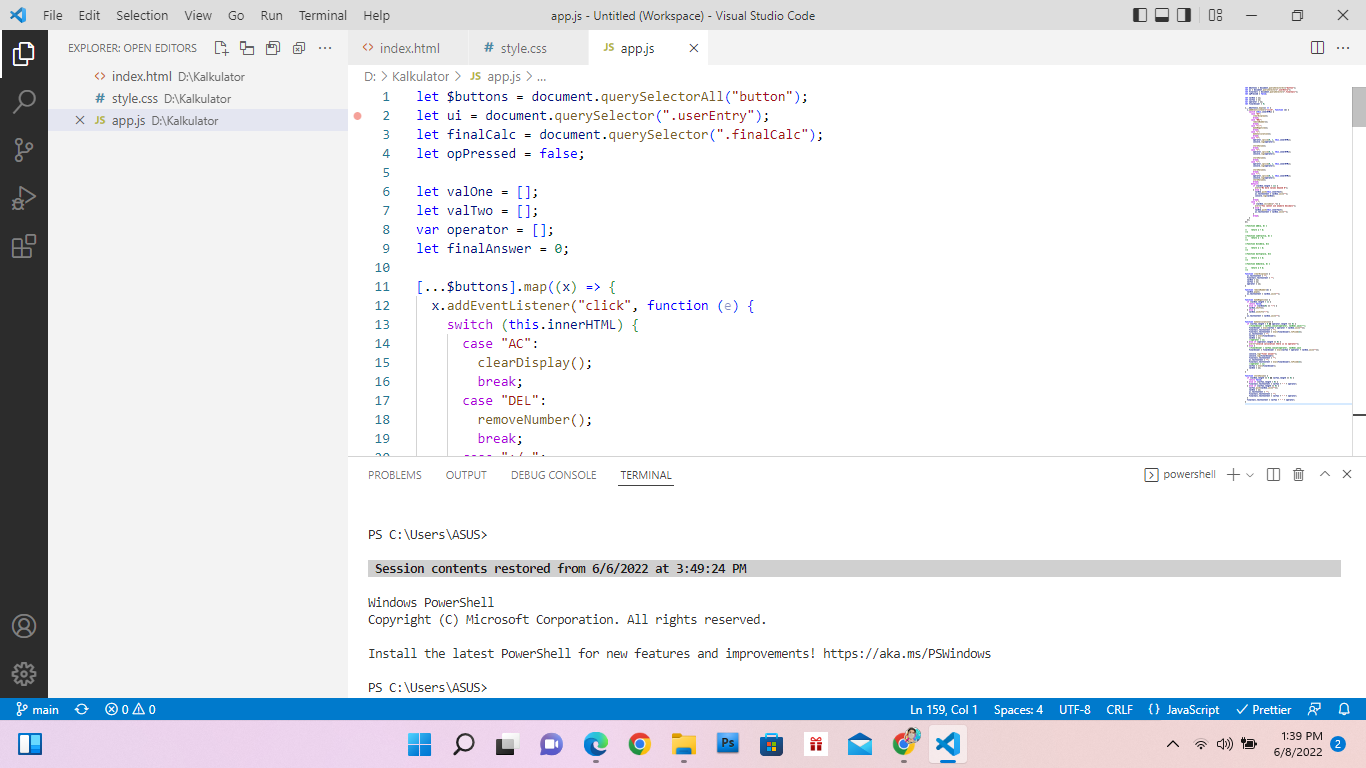 File Edit Selection View Go Run Terminal Help
app.js - Untitled (Workspace) - Visual Studio Code
EXPLORER: OPEN EDITORS
index.html D:\Kalkulator
style.css D:\Kalkulator
JS app.js D:\Kalkulator
index.html
# style.css
JS app.js
D: > Kalkulator > JS app.js > ...
1 let $buttons = document.querySelectorAll("button");
2 let ui = document.querySelector(".userEntry");
3 let finalCalc = document.querySelector(".finalCalc");
4 let opPressed = false;
5
6 let valOne = [];
7 let valTwo = [];
8 var operator = [];
9 let finalAnswer = 0;
10
11 [...$buttons].map((x) => {
12 x.addEventListener("click", function (e) {
13 switch (this.innerHTML) {
14 case "AC":
15 clearDisplay();
16 break;
17 case "DEL":
18 removeNumber();
19 break;
PROBLEMS OUTPUT DEBUG CONSOLE TERMINAL
powershell
PS C:\Users\ASUS>
Session contents restored from 6/6/2022 at 3:49:24 PM
Windows PowerShell
Copyright (C) Microsoft Corporation. All rights reserved.
Install the latest PowerShell for new features and improvements! https://aka.ms/PSWindows
PS C:\Users\ASUS>
main 0 0
Ln 159, Col 1 Spaces: 4 UTF-8 CRLF {} JavaScript Prettier
Ps
1:39 PM
6/8/2022 2